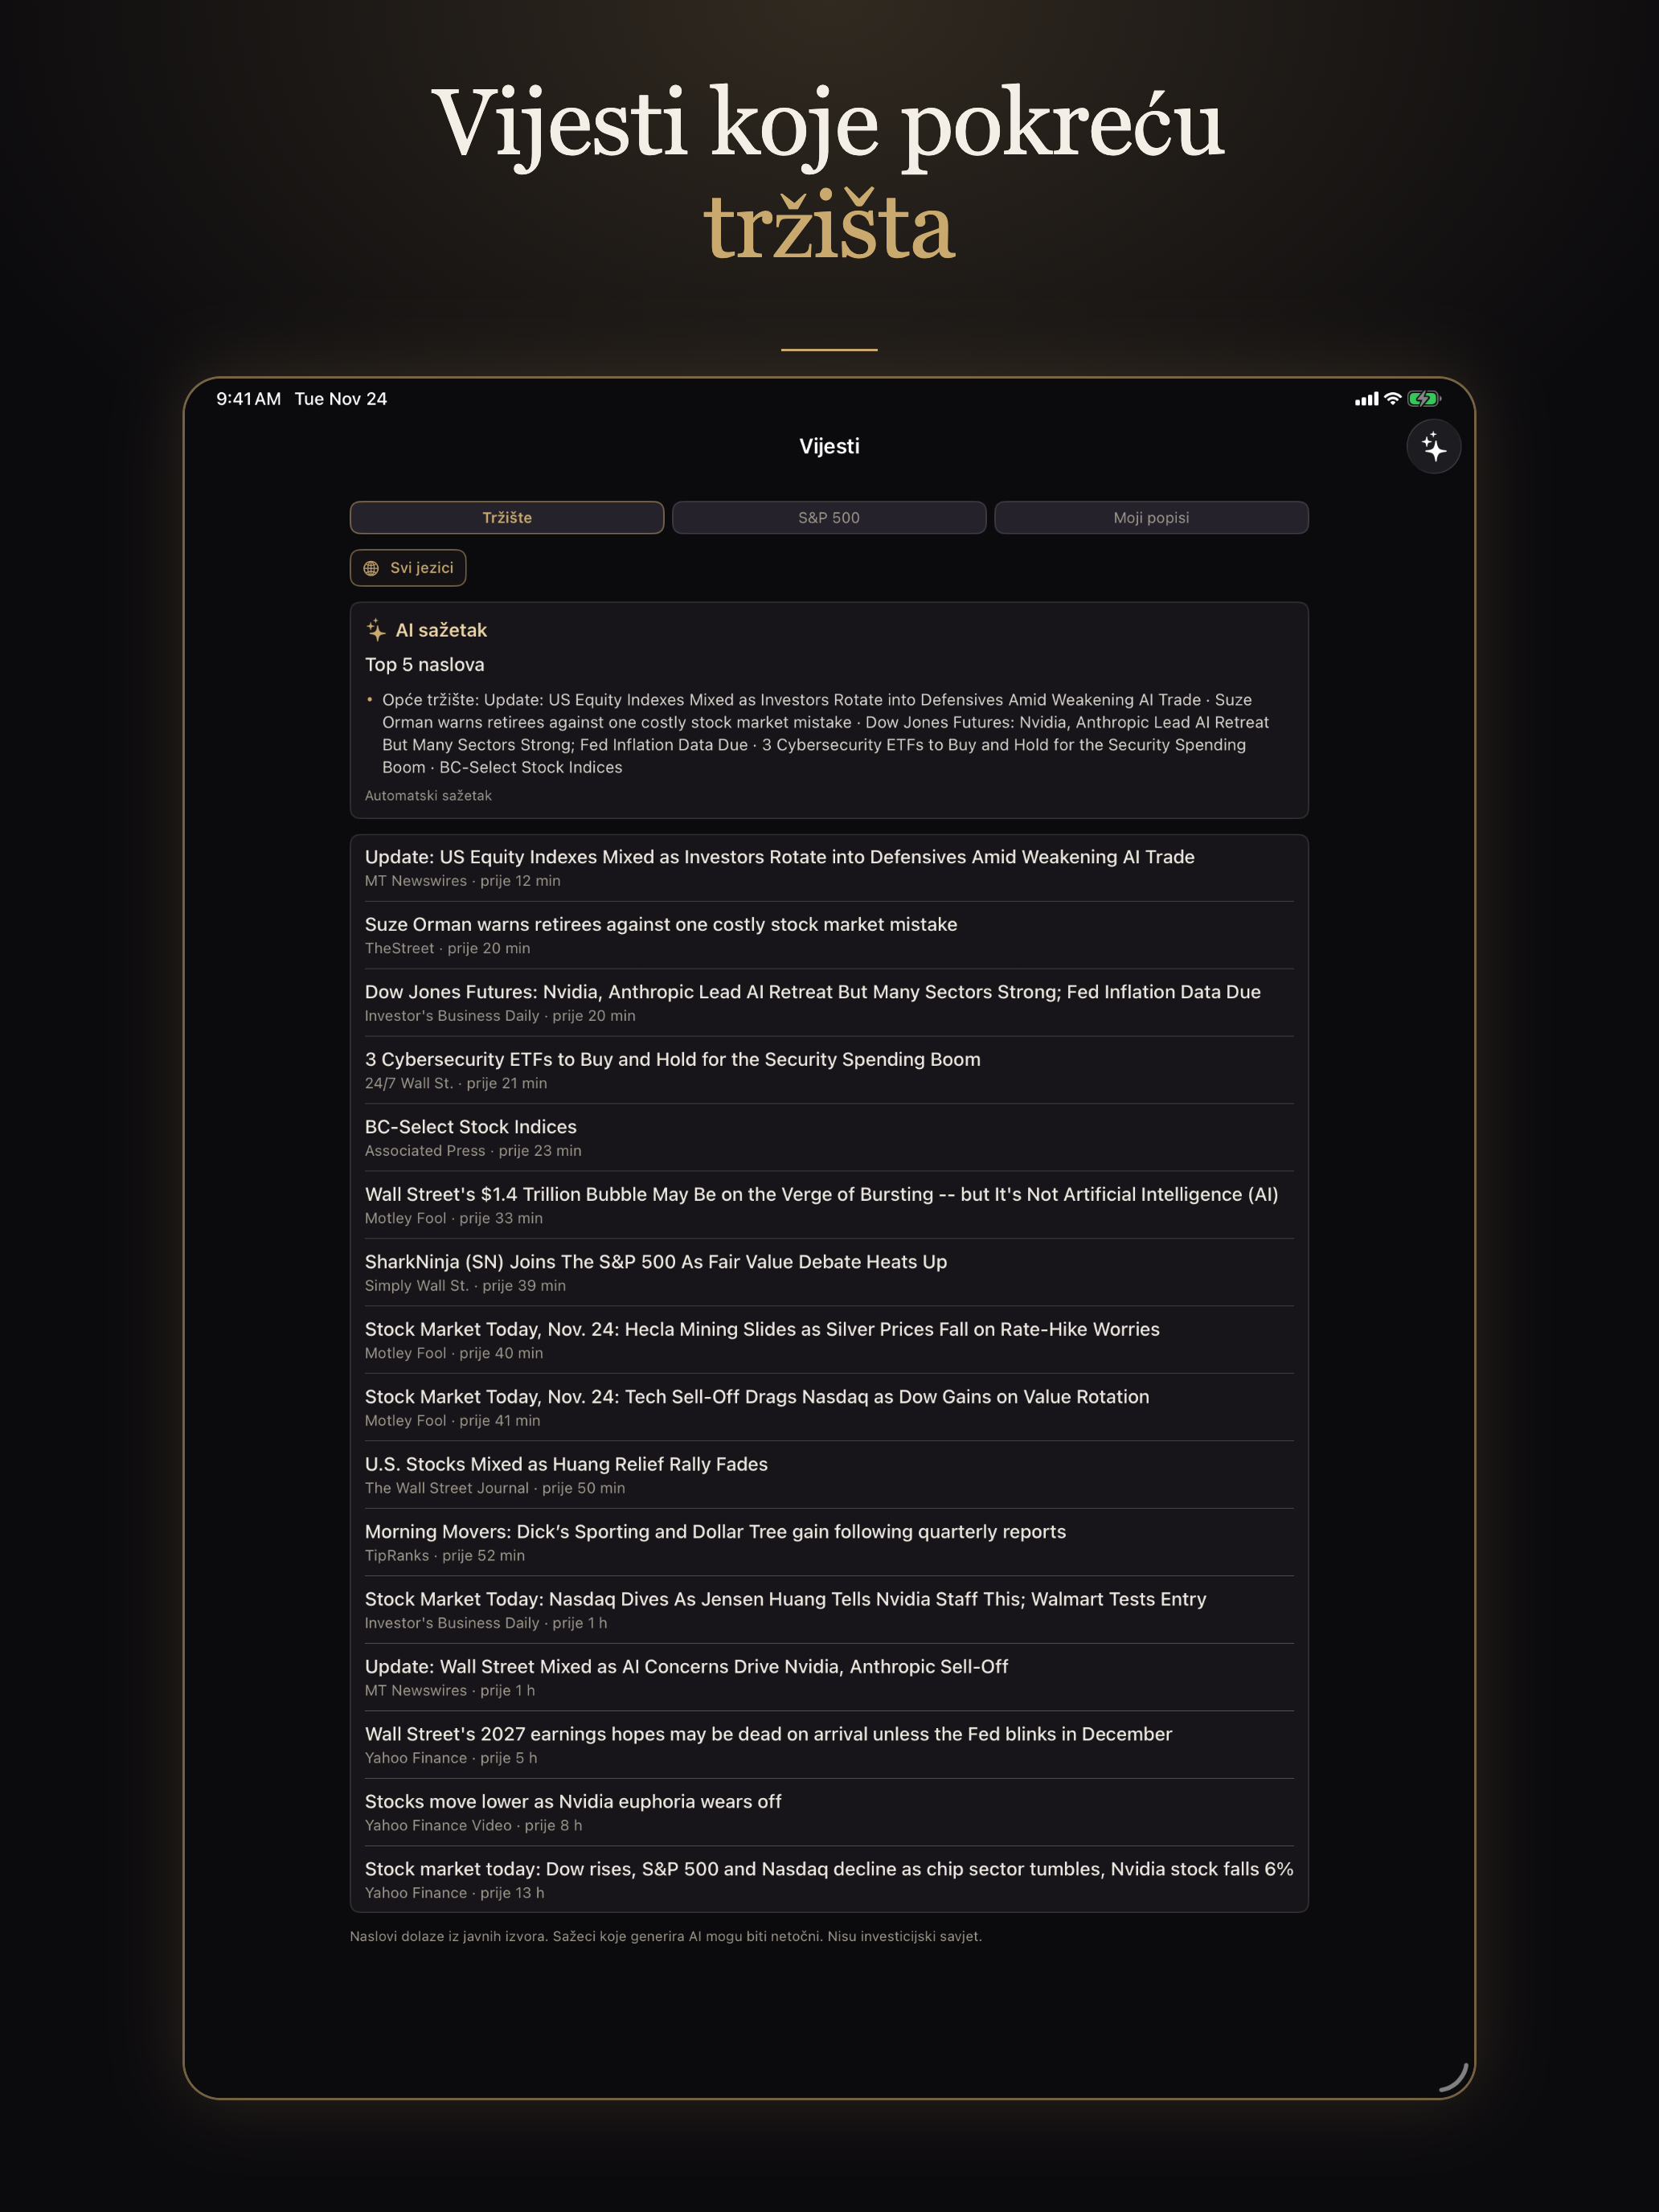 Vijesti koje pokreću
tržišta
9:41 AM Tue Nov 24
Vijesti
Tržište
S&P 500
Moji popisi
Svi jezici
AI sažetak
Top 5 naslova
• Opće tržište: Update: US Equity Indexes Mixed as Investors Rotate into Defensives Amid Weakening AI Trade · Suze
Orman warns retirees against one costly stock market mistake · Dow Jones Futures: Nvidia, Anthropic Lead AI Retreat
But Many Sectors Strong; Fed Inflation Data Due · 3 Cybersecurity ETFs to Buy and Hold for the Security Spending
Boom · BC-Select Stock Indices
Automatski sažetak
Update: US Equity Indexes Mixed as Investors Rotate into Defensives Amid Weakening AI Trade
MT Newswires · prije 12 min
Suze Orman warns retirees against one costly stock market mistake
TheStreet · prije 20 min
Dow Jones Futures: Nvidia, Anthropic Lead AI Retreat But Many Sectors Strong; Fed Inflation Data Due
Investor's Business Daily · prije 20 min
3 Cybersecurity ETFs to Buy and Hold for the Security Spending Boom
24/7 Wall St. · prije 21 min
BC-Select Stock Indices
Associated Press · prije 23 min
Wall Street's $1.4 Trillion Bubble May Be on the Verge of Bursting -- but It's Not Artificial Intelligence (AI)
Motley Fool · prije 33 min
SharkNinja (SN) Joins The S&P 500 As Fair Value Debate Heats Up
Simply Wall St. · prije 39 min
Stock Market Today, Nov. 24: Hecla Mining Slides as Silver Prices Fall on Rate-Hike Worries
Motley Fool · prije 40 min
Stock Market Today, Nov. 24: Tech Sell-Off Drags Nasdaq as Dow Gains on Value Rotation
Motley Fool · prije 41 min
U.S. Stocks Mixed as Huang Relief Rally Fades
The Wall Street Journal · prije 50 min
Morning Movers: Dick’s Sporting and Dollar Tree gain following quarterly reports
TipRanks · prije 52 min
Stock Market Today: Nasdaq Dives As Jensen Huang Tells Nvidia Staff This; Walmart Tests Entry
Investor's Business Daily · prije 1 h
Update: Wall Street Mixed as AI Concerns Drive Nvidia, Anthropic Sell-Off
MT Newswires · prije 1 h
Wall Street's 2027 earnings hopes may be dead on arrival unless the Fed blinks in December
Yahoo Finance · prije 5 h
Stocks move lower as Nvidia euphoria wears off
Yahoo Finance Video · prije 8 h
Stock market today: Dow rises, S&P 500 and Nasdaq decline as chip sector tumbles, Nvidia stock falls 6%
Yahoo Finance · prije 13 h
Naslovi dolaze iz javnih izvora. Sažeci koje generira AI mogu biti netočni. Nisu investicijski savjet.